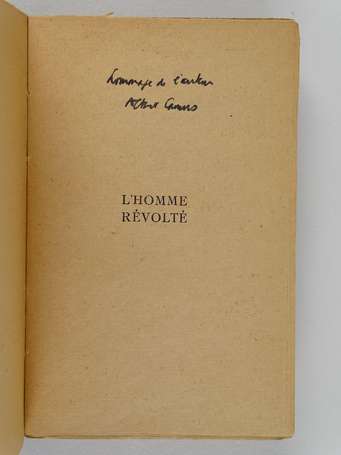 hommage de l'auteur
Albert Camus
L'HOMME
RÉVOLTÉ